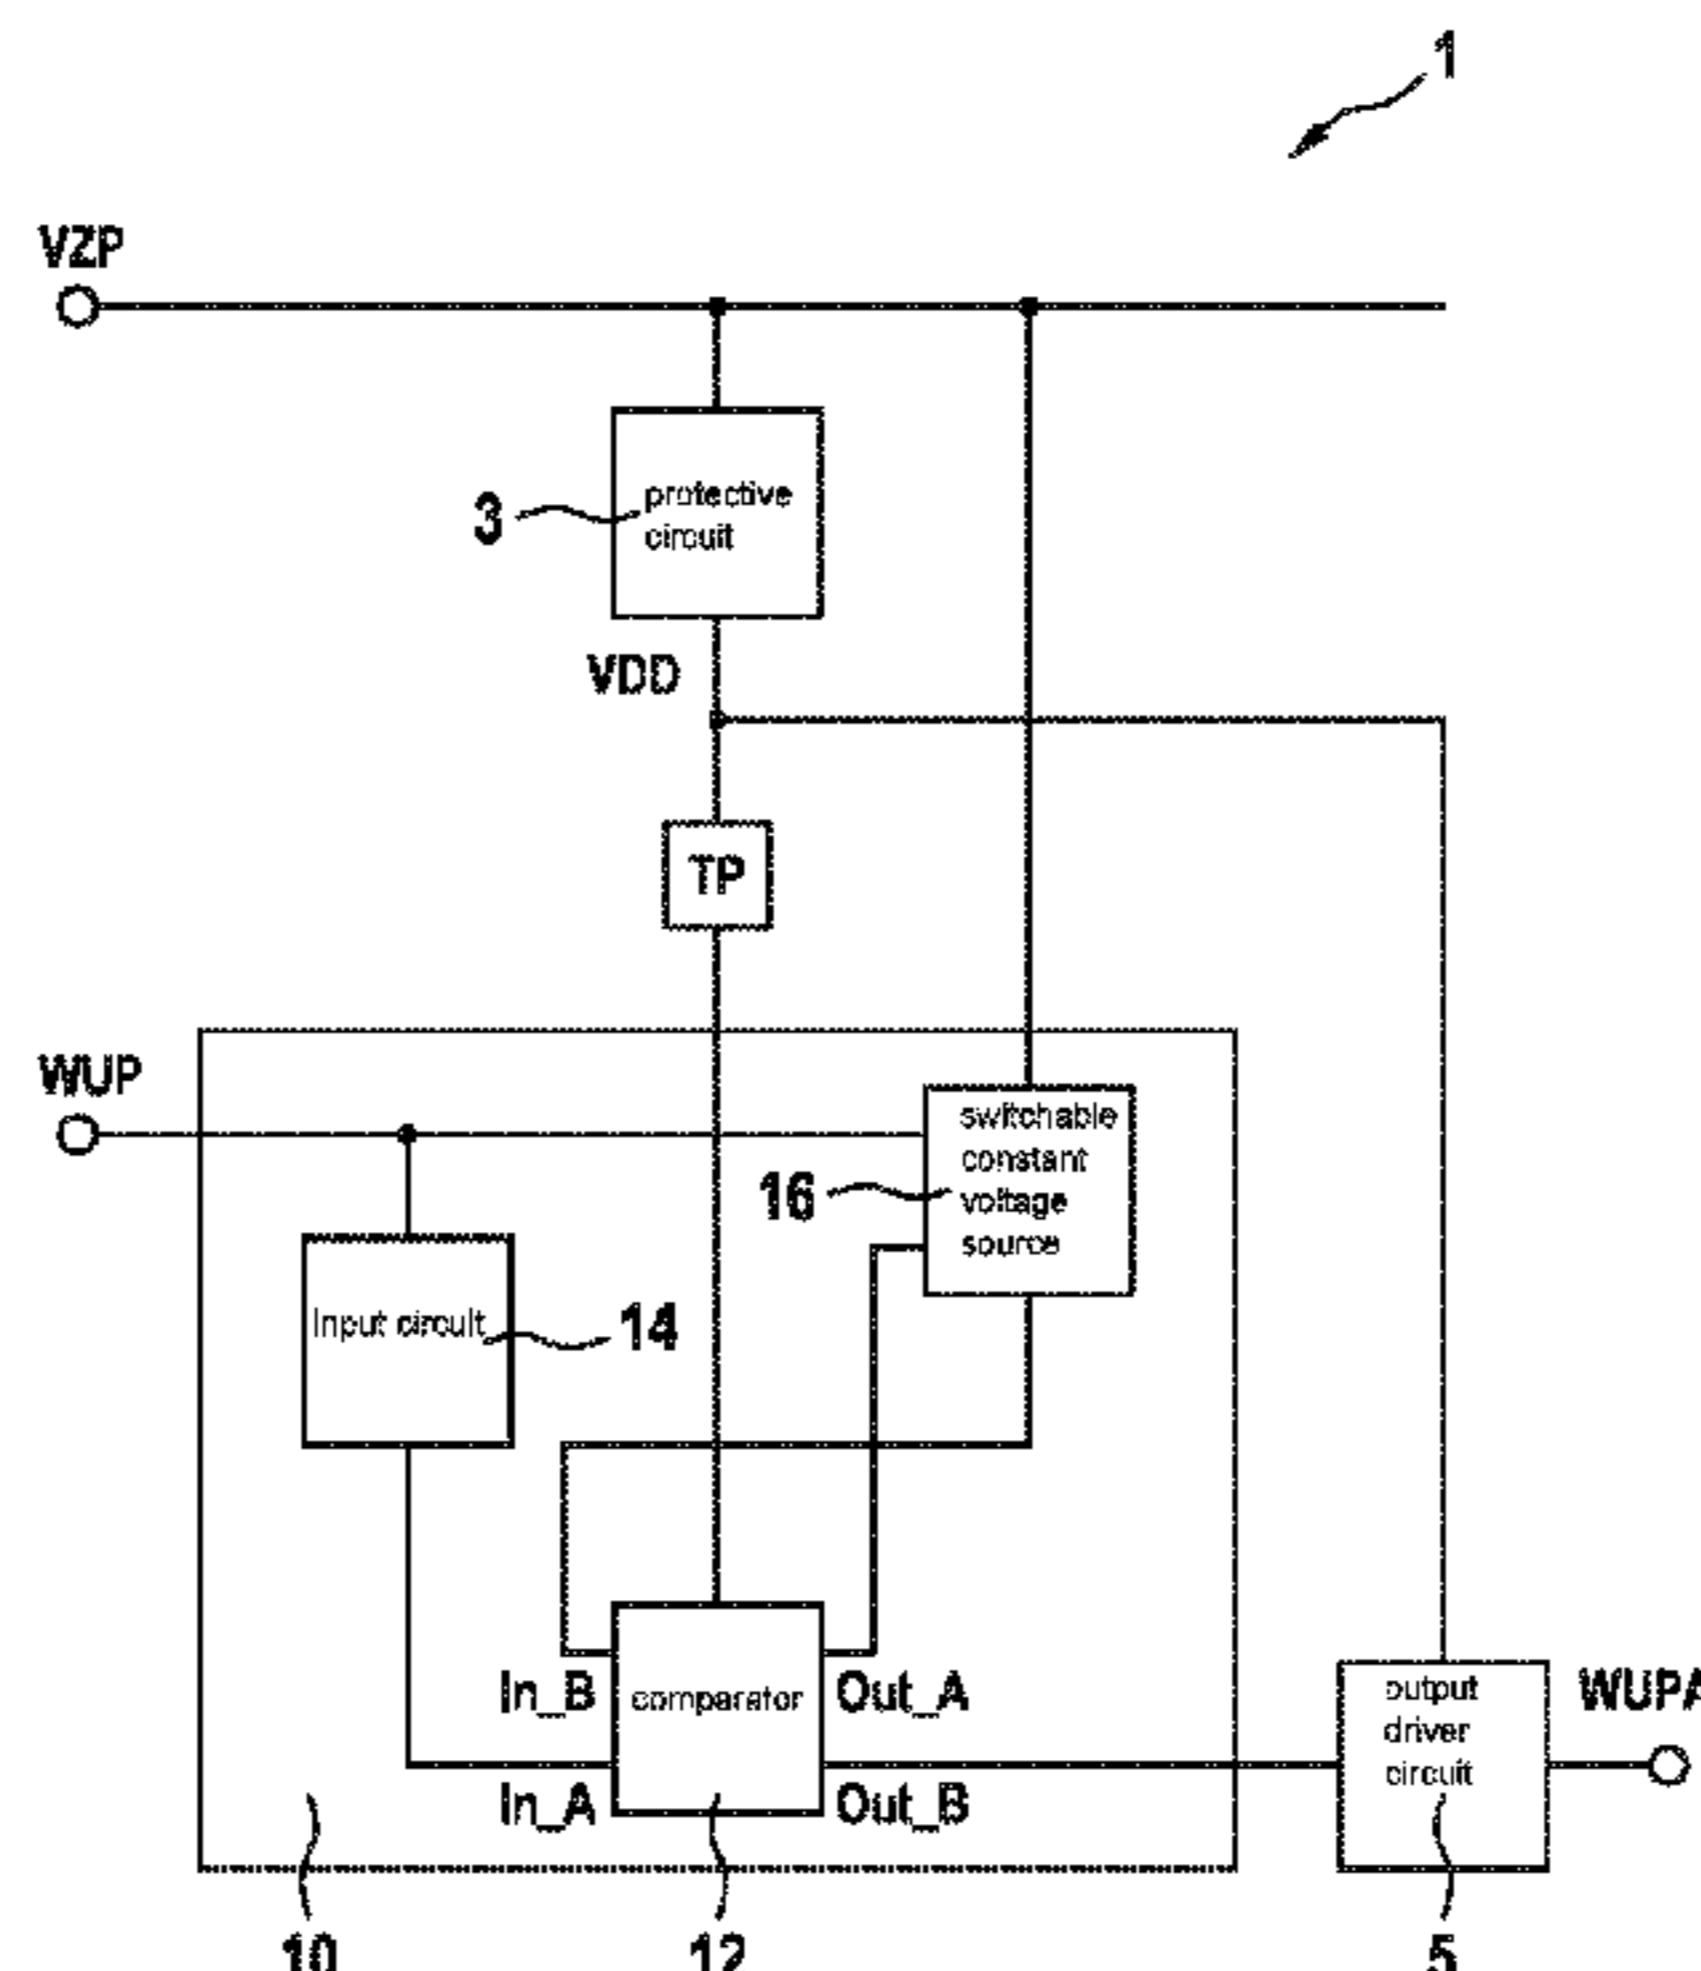 1
VZP
protective
circuit
3
VDD
TP
WUP
switchable
constant
voltage
source
16
Input circuit
14
In_B
comparator
Out_A
output
driver
circuit
WUPA
In_A
Out_B
10
12
5